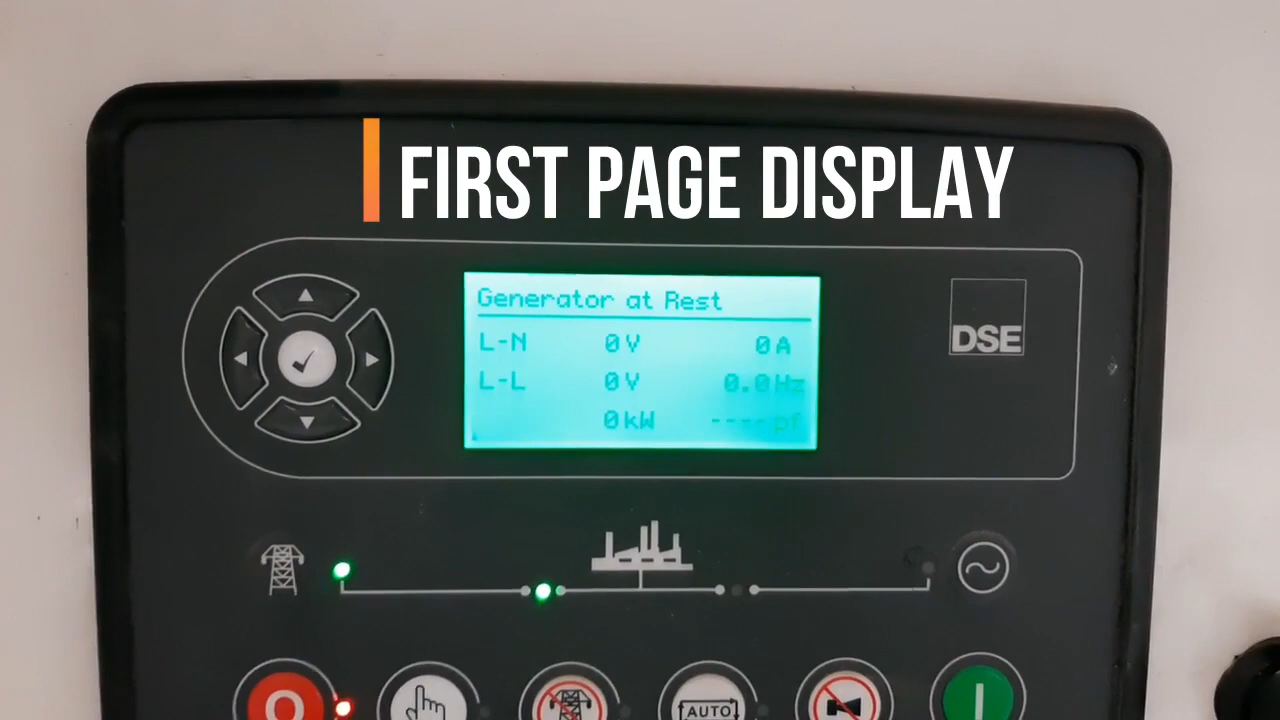 FIRST PAGE DISPLAY
Generator at Rest
L-N 0V 0A
L-L 0V 0.0Hz
0kW ----pf
DSE
O
AUTO
I